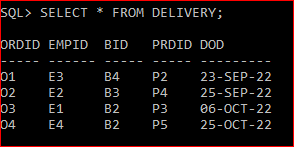 SQL> SELECT * FROM DELIVERY;
ORDID EMPID BID PRDID DOD
----- ----- ----- ----- ---------
O1 E3 B4 P2 23-SEP-22
O2 E2 B3 P4 25-SEP-22
O3 E1 B2 P3 06-OCT-22
O4 E4 B2 P5 25-OCT-22